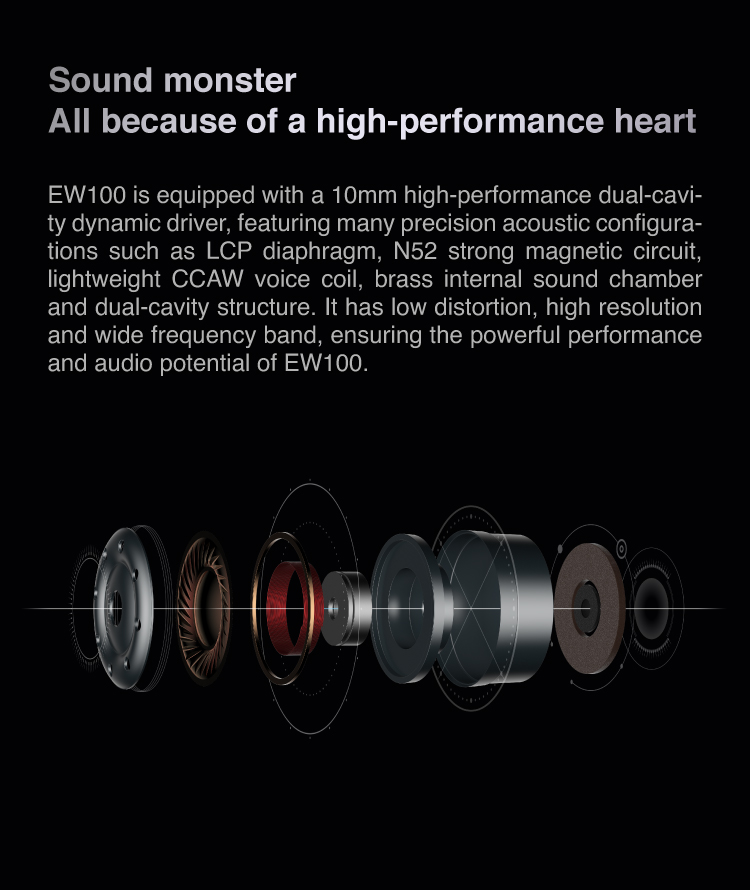 Sound monster
All because of a high-performance heart
EW100 is equipped with a 10mm high-performance dual-cavi-
ty dynamic driver, featuring many precision acoustic configura-
tions such as LCP diaphragm, N52 strong magnetic circuit,
lightweight CCAW voice coil, brass internal sound chamber
and dual-cavity structure. It has low distortion, high resolution
and wide frequency band, ensuring the powerful performance
and audio potential of EW100.